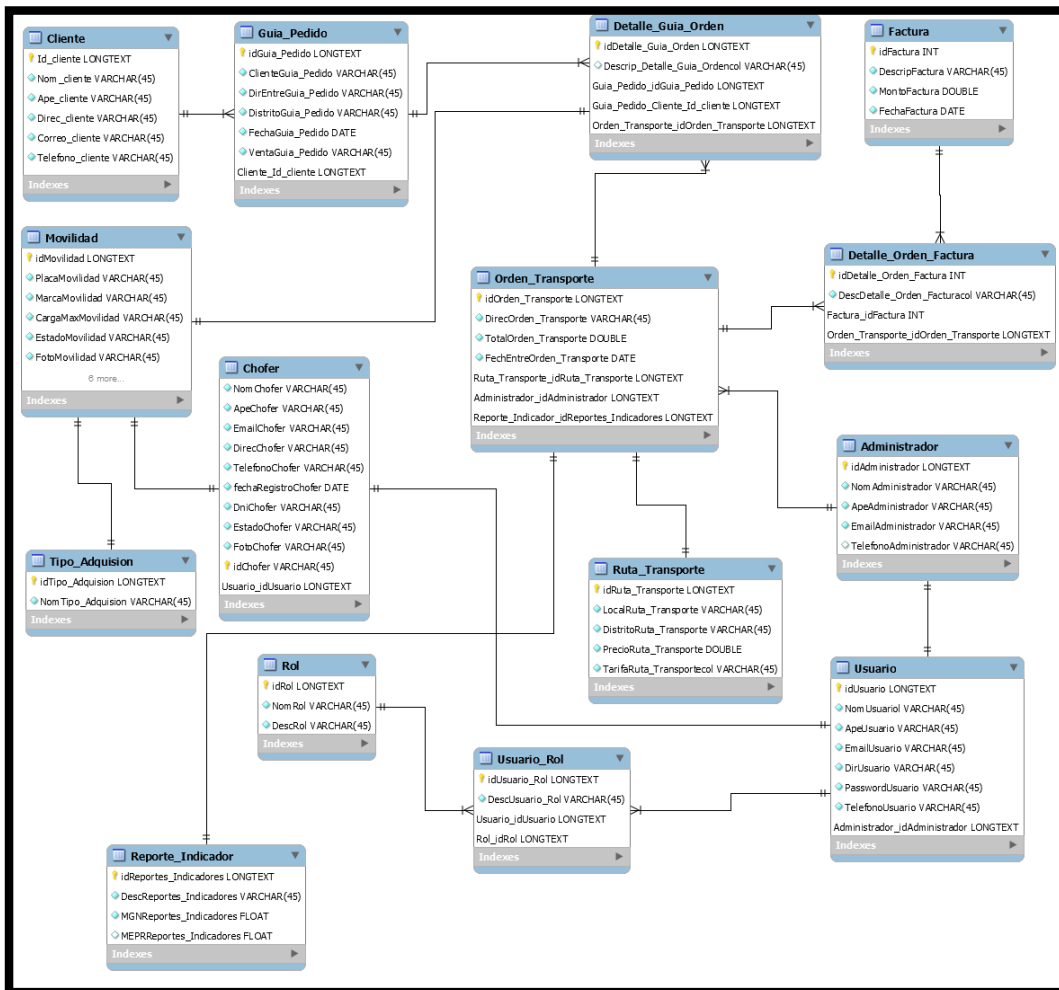 Cliente
Id_cliente LONGTEXT
Nom_cliente VARCHAR(45)
Ape_cliente VARCHAR(45)
Direc_cliente VARCHAR(45)
Correo_cliente VARCHAR(45)
Telefono_cliente VARCHAR(45)
Indexes
Guia_Pedido
idGuia_Pedido LONGTEXT
ClienteGuia_Pedido VARCHAR(45)
DirEntreGuia_Pedido VARCHAR(45)
DistritoGuia_Pedido VARCHAR(45)
FechaGuia_Pedido DATE
VentaGuia_Pedido VARCHAR(45)
Cliente_Id_cliente LONGTEXT
Indexes
Detalle_Guia_Orden
idDetalle_Guia_Orden LONGTEXT
Descrip_Detalle_Guia_Ordencol VARCHAR(45)
Guia_Pedido_idGuia_Pedido LONGTEXT
Guia_Pedido_Cliente_Id_cliente LONGTEXT
Orden_Transporte_idOrden_Transporte LONGTEXT
Indexes
Factura
idFactura INT
DescripFactura VARCHAR(45)
MontoFactura DOUBLE
FechaFactura DATE
Indexes
Movilidad
idMovilidad LONGTEXT
PlacaMovilidad VARCHAR(45)
MarcaMovilidad VARCHAR(45)
CargaMaxMovilidad VARCHAR(45)
EstadoMovilidad VARCHAR(45)
FotoMovilidad VARCHAR(45)
6 more...
Indexes
Orden_Transporte
idOrden_Transporte LONGTEXT
DirecOrden_Transporte VARCHAR(45)
TotalOrden_Transporte DOUBLE
FechEntreOrden_Transporte DATE
Ruta_Transporte_idRuta_Transporte LONGTEXT
Administrador_idAdministrador LONGTEXT
Reporte_Indicador_idReportes_Indicadores LONGTEXT
Indexes
Detalle_Orden_Factura
idDetalle_Orden_Factura INT
DescDetalle_Orden_Facturacol VARCHAR(45)
Factura_idFactura INT
Orden_Transporte_idOrden_Transporte LONGTEXT
Indexes
Chofer
NomChofer VARCHAR(45)
ApeChofer VARCHAR(45)
EmailChofer VARCHAR(45)
DirecChofer VARCHAR(45)
TelefonoChofer VARCHAR(45)
fechaRegistroChofer DATE
DniChofer VARCHAR(45)
EstadoChofer VARCHAR(45)
FotoChofer VARCHAR(45)
idChofer VARCHAR(45)
Usuario_idUsuario LONGTEXT
Indexes
Administrador
idAdministrador LONGTEXT
NomAdministrador VARCHAR(45)
ApeAdministrador VARCHAR(45)
EmailAdministrador VARCHAR(45)
TelefonoAdministrador VARCHAR(45)
Indexes
Tipo_Adquision
idTipo_Adquision LONGTEXT
NomTipo_Adquision VARCHAR(45)
Indexes
Ruta_Transporte
idRuta_Transporte LONGTEXT
LocalRuta_Transporte VARCHAR(45)
DistritoRuta_Transporte VARCHAR(45)
PrecioRuta_Transporte DOUBLE
TarifaRuta_Transportecol VARCHAR(45)
Indexes
Rol
idRol LONGTEXT
NomRol VARCHAR(45)
DescRol VARCHAR(45)
Indexes
Usuario
idUsuario LONGTEXT
NomUsuariol VARCHAR(45)
ApeUsuario VARCHAR(45)
EmailUsuario VARCHAR(45)
DirUsuario VARCHAR(45)
PasswordUsuario VARCHAR(45)
TelefonoUsuario VARCHAR(45)
Administrador_idAdministrador LONGTEXT
Indexes
Usuario_Rol
idUsuario_Rol LONGTEXT
DescUsuario_Rol VARCHAR(45)
Usuario_idUsuario LONGTEXT
Rol_idRol LONGTEXT
Indexes
Reporte_Indicador
idReportes_Indicadores LONGTEXT
DescReportes_Indicadores VARCHAR(45)
MGNReportes_Indicadores FLOAT
MEPRReportes_Indicadores FLOAT
Indexes